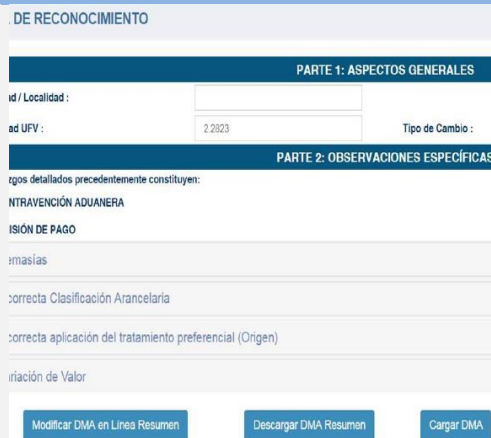 DE RECONOCIMIENTO
PARTE 1: ASPECTOS GENERALES
ad / Localidad :
ad UFV : 2.2823 Tipo de Cambio :
PARTE 2: OBSERVACIONES ESPECÍFICAS
zgos detallados precedentemente constituyen:
NTRAVENCIÓN ADUANERA
ISIÓN DE PAGO
emasías
correcta Clasificación Arancelaria
correcta aplicación del tratamiento preferencial (Origen)
riación de Valor
Modificar DMA en Línea Resumen Descargar DMA Resumen Cargar DMA